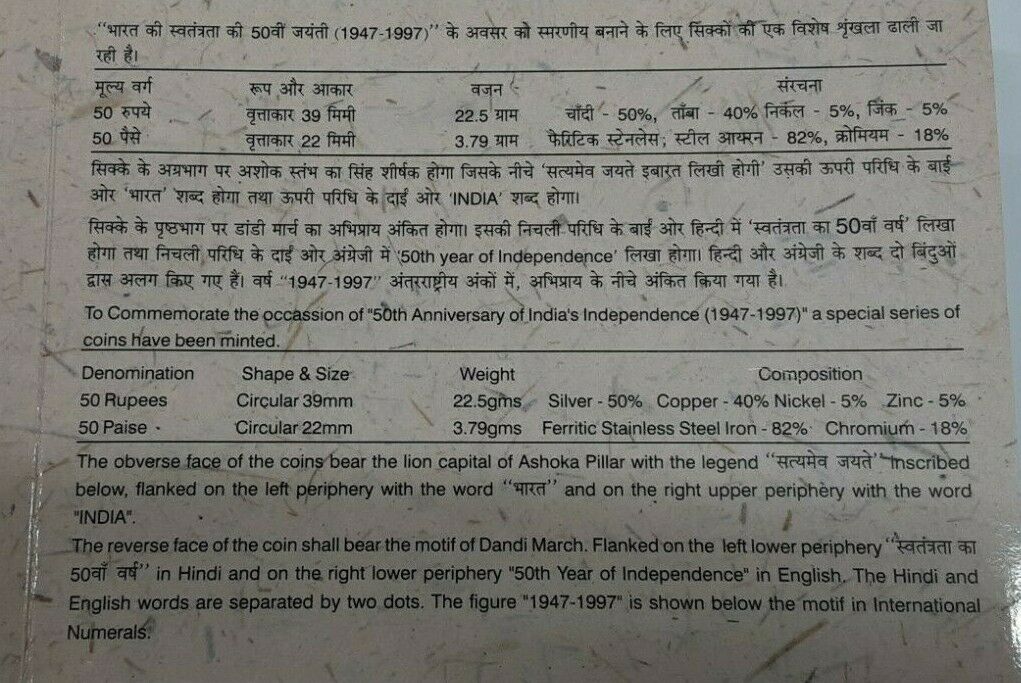 “भारत की स्वतंत्रता की 50वीं जयंती (1947-1997)” के अवसर को स्मरणीय बनाने के लिए सिक्कों की एक विशेष शृंखला ढाली जा
रही है।
मूल्य वर्ग रूप और आकार वजन संरचना
50 रुपये वृत्ताकार 39 मिमी 22.5 ग्राम चाँदी - 50%, ताँबा - 40% निकल - 5%, जिंक - 5%
50 पैसे वृत्ताकार 22 मिमी 3.79 ग्राम फेरिटिक स्टेनलेस, स्टील आयरन - 82%, क्रोमियम - 18%
सिक्के के अग्रभाग पर अशोक स्तंभ का सिंह शीर्षक होगा जिसके नीचे ‘सत्यमेव जयते इबारत लिखी होगी’ उसकी ऊपरी परिधि के बाई
ओर ‘भारत’ शब्द होगा तथा ऊपरी परिधि के दाई ओर ‘INDIA’ शब्द होगा।
सिक्के के पृष्ठभाग पर डांडी मार्च का अभिप्राय अंकित होगा। इसकी निचली परिधि के बाई ओर हिन्दी में ‘स्वतंत्रता का 50वाँ वर्ष’ लिखा
होगा तथा निचली परिधि के दाई ओर अंग्रेजी में ‘50th year of Independence’ लिखा होगा। हिन्दी और अंग्रेजी के शब्द दो बिंदुओं
द्वास अलग किए गए हैं। वर्ष “1947-1997” अंतरराष्ट्रीय अंकों में, अभिप्राय के नीचे अंकित किया गया है।
To Commemorate the occassion of "50th Anniversary of India's Independence (1947-1997)" a special series of
coins have been minted.
Denomination Shape & Size Weight Composition
50 Rupees Circular 39mm 22.5gms Silver - 50% Copper - 40% Nickel - 5% Zinc - 5%
50 Paise Circular 22mm 3.79gms Ferritic Stainless Steel Iron - 82% Chromium - 18%
The obverse face of the coins bear the lion capital of Ashoka Pillar with the legend “सत्यमेव जयते” Inscribed
below, flanked on the left periphery with the word “भारत” and on the right upper periphery with the word
"INDIA".
The reverse face of the coin shall bear the motif of Dandi March. Flanked on the left lower periphery “स्वतंत्रता का
50वाँ वर्ष” in Hindi and on the right lower periphery "50th Year of Independence" in English. The Hindi and
English words are separated by two dots. The figure "1947-1997" is shown below the motif in International
Numerals.